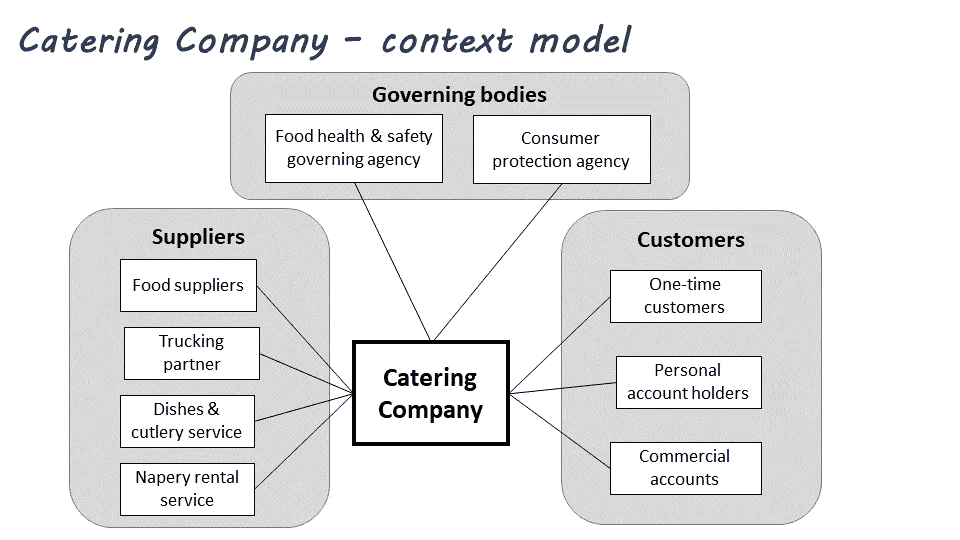 Catering Company - context model
Governing bodies
Food health & safety
governing agency
Consumer
protection agency
Suppliers
Food suppliers
Trucking
partner
Dishes &
cutlery service
Napery rental
service
Catering
Company
Customers
One-time
customers
Personal
account holders
Commercial
accounts